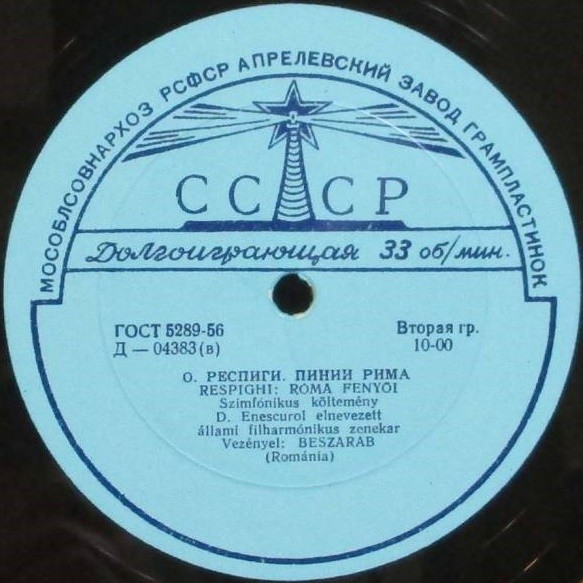 МОСОБЛСОВНАРХОЗ РСФСР АПРЕЛЕВСКИЙ ЗАВОД ГРАМПЛАСТИНОК
СССР
Долгоиграющая 33 об/мин.
ГОСТ 5289-56
Д — 04383 (в)
Вторая гр.
10-00
О. РЕСПИГИ. ПИНИИ РИМА
RESPIGHI: RÓMA FENYŐI
Szimfónikus költemény
D. Enescurol elnevezett
állami filharmónikus zenekar
Vezényel: BESZARAB
(Románia)